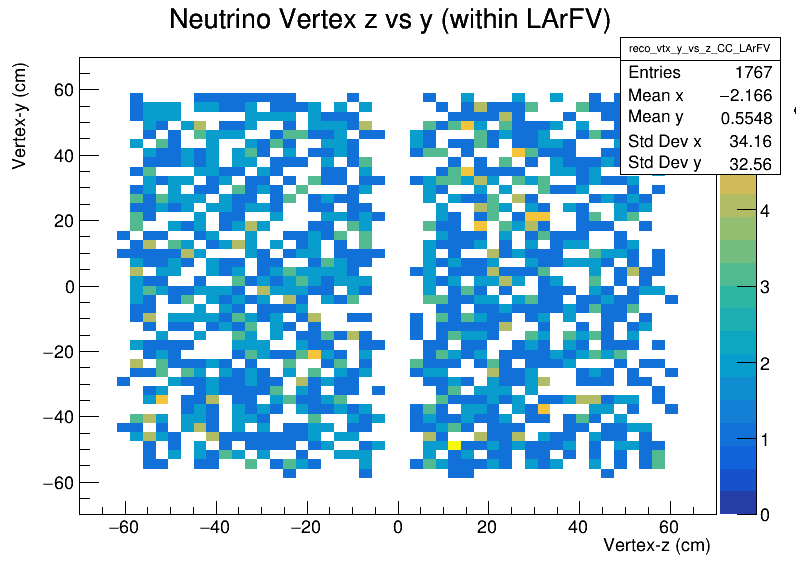 Neutrino Vertex z vs y (within LArFV)
reco_vtx_y_vs_z_CC_LArFV
Entries 1767
Mean x −2.166
Mean y 0.5548
Std Dev x 34.16
Std Dev y 32.56
Vertex-y (cm)
60
40
20
0
−20
−40
−60
−60 −40 −20 0 20 40 60
Vertex-z (cm)
4
3
2
1
0